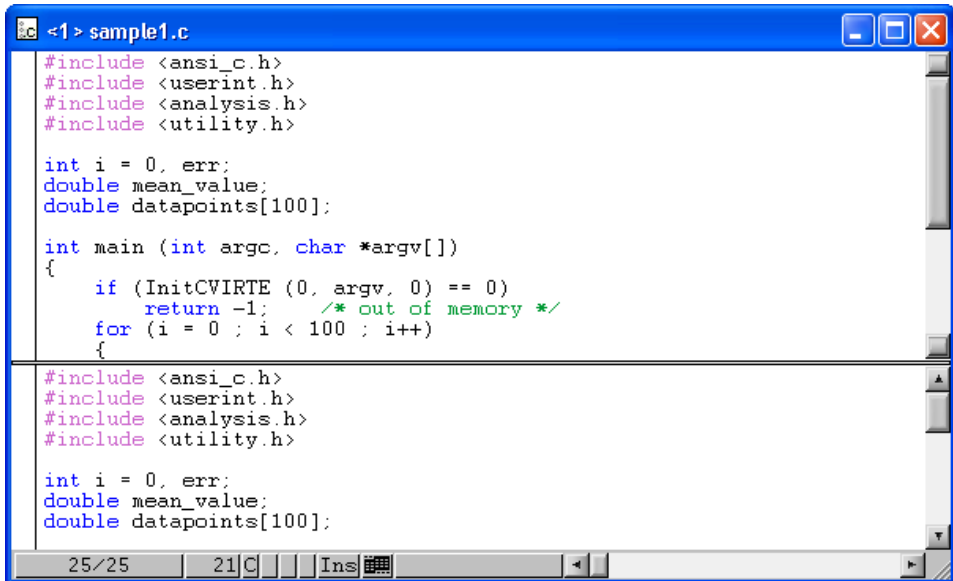 <1> sample1.c
#include <ansi_c.h>
#include <userint.h>
#include <analysis.h>
#include <utility.h>
int i = 0, err;
double mean_value;
double datapoints[100];
int main (int argc, char *argv[])
{
if (InitCVIRTE (0, argv, 0) == 0)
return -1; /* out of memory */
for (i = 0 ; i < 100 ; i++)
{
#include <ansi_c.h>
#include <userint.h>
#include <analysis.h>
#include <utility.h>
int i = 0, err;
double mean_value;
double datapoints[100];
25/25 21 C Ins